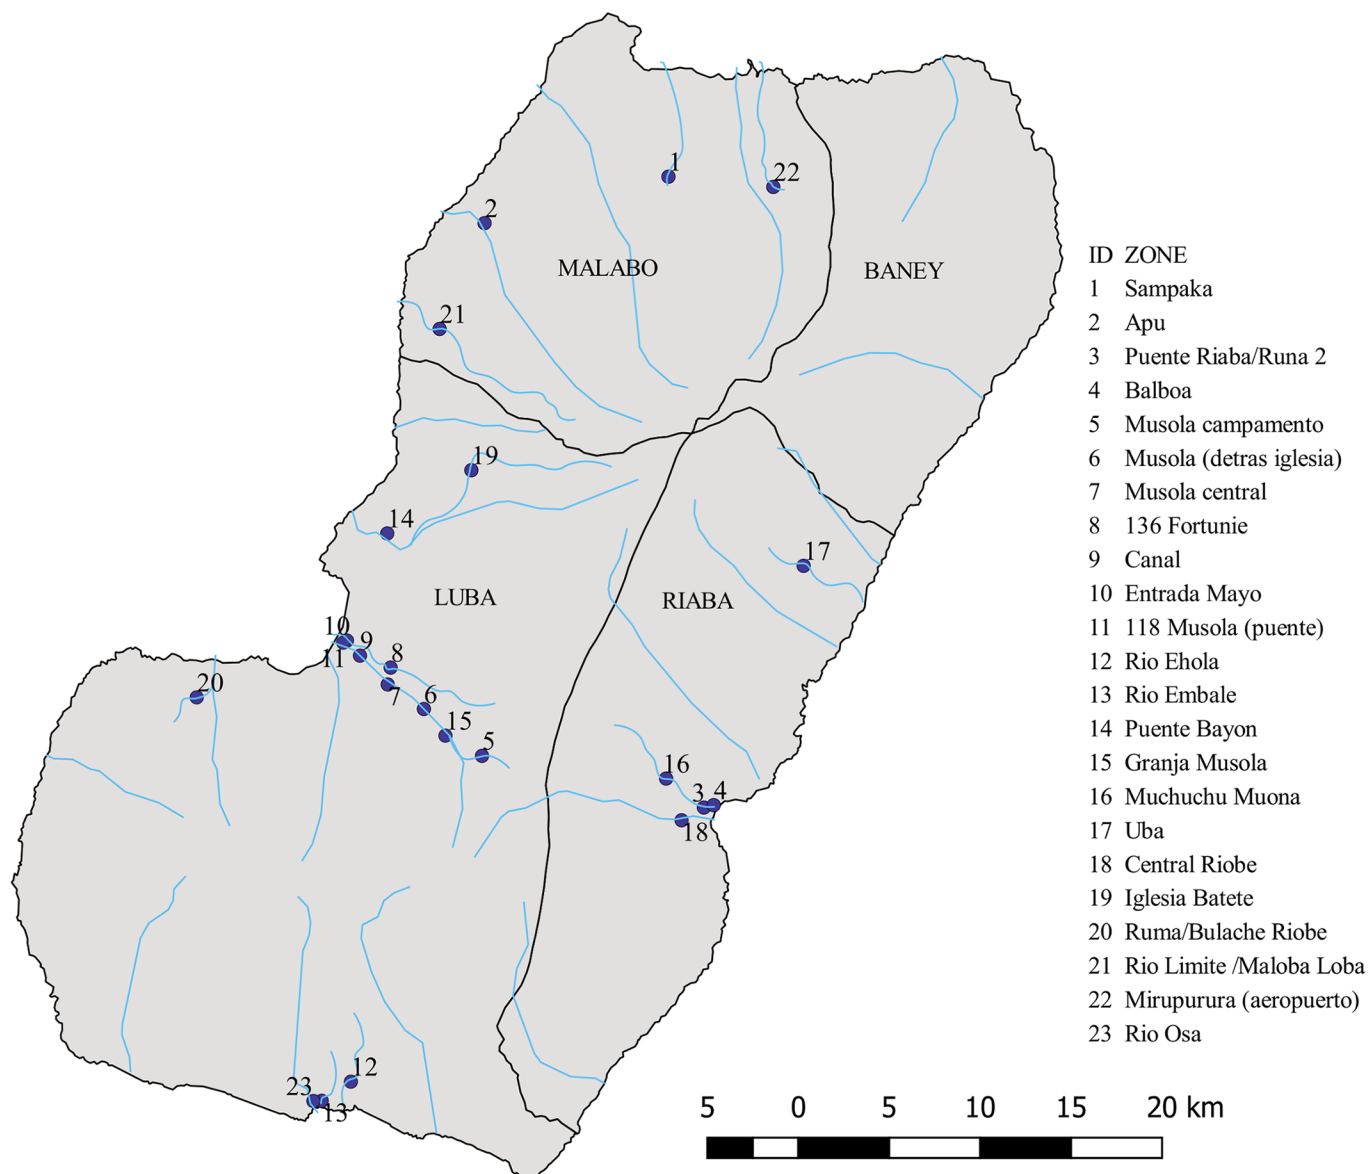 1
22
2
MALABO
BANEY
21
19
14
17
LUBA
RIABA
10
9
11
8
20
7
6
15
5
16
3 4
18
12
23
13
ID ZONE
1 Sampaka
2 Apu
3 Puente Riaba/Runa 2
4 Balboa
5 Musola campamento
6 Musola (detras iglesia)
7 Musola central
8 136 Fortunie
9 Canal
10 Entrada Mayo
11 118 Musola (puente)
12 Rio Ehola
13 Rio Embale
14 Puente Bayon
15 Granja Musola
16 Muchuchu Muona
17 Uba
18 Central Riobe
19 Iglesia Batete
20 Ruma/Bulache Riobe
21 Rio Limite /Maloba Loba
22 Mirupurura (aeropuerto)
23 Rio Osa
5 0 5 10 15 20 km